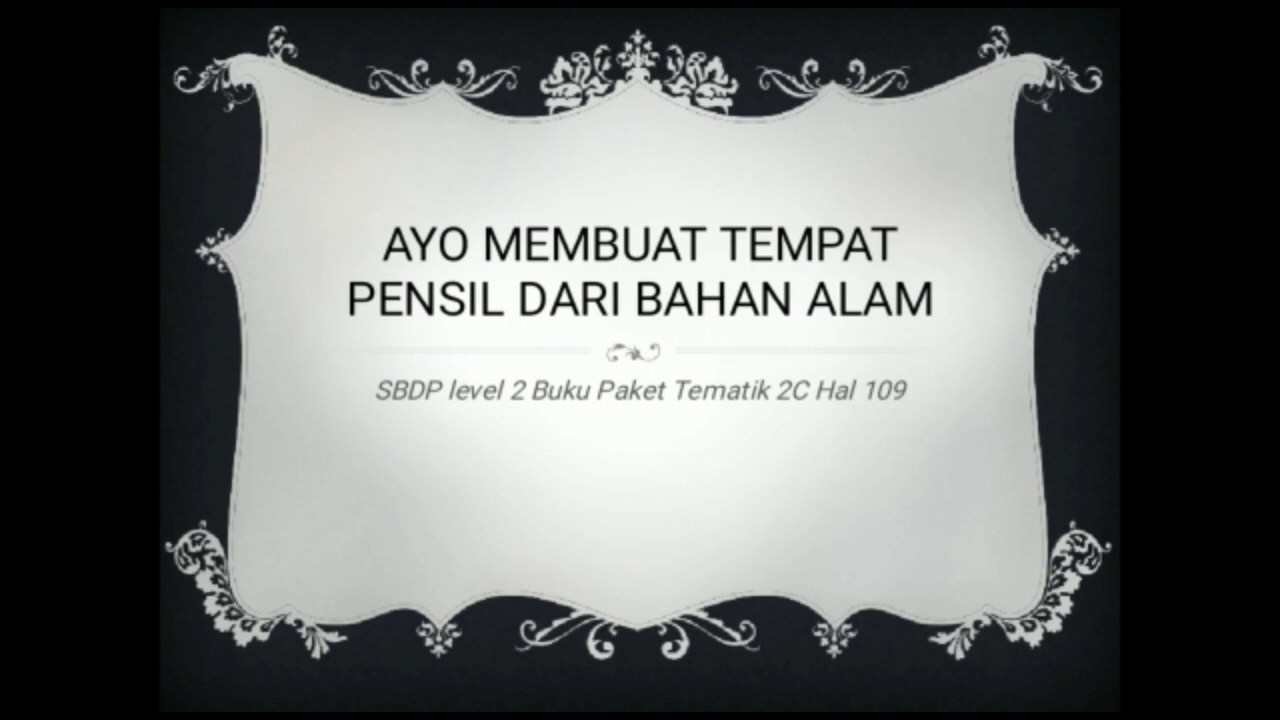 AYO MEMBUAT TEMPAT
PENSIL DARI BAHAN ALAM
SBDP level 2 Buku Paket Tematik 2C Hal 109